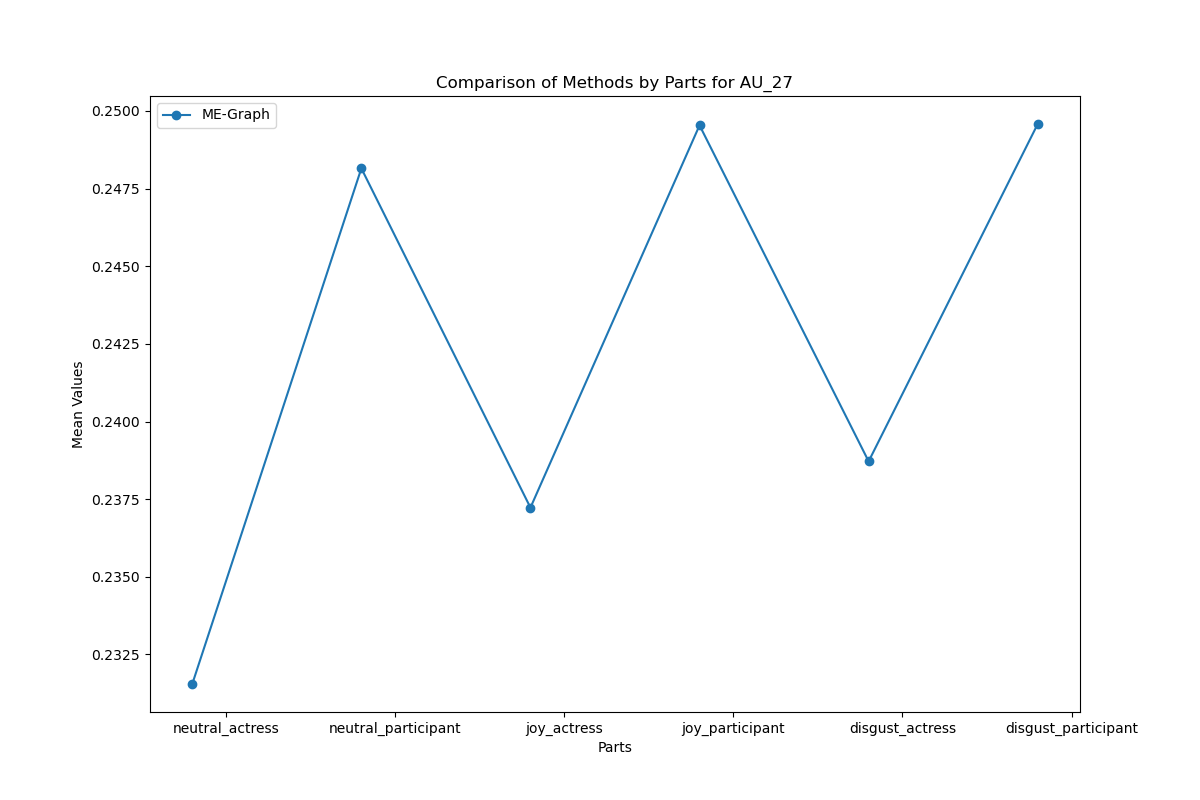 Comparison of Methods by Parts for AU_27
ME-Graph
0.2500
0.2475
0.2450
0.2425
0.2400
0.2375
0.2350
0.2325
Mean Values
neutral_actress
neutral_participant
joy_actress
joy_participant
disgust_actress
disgust_participant
Parts